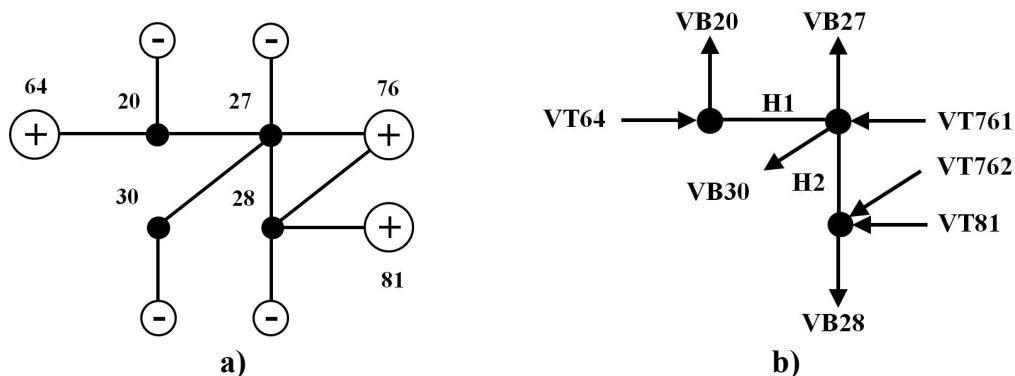 - -
64 20 27 76
+ +
30 28
+
81
- -
a)
VB20 VB27
VT64 H1 VT761
VT762
VB30 H2
VT81
VB28
b)